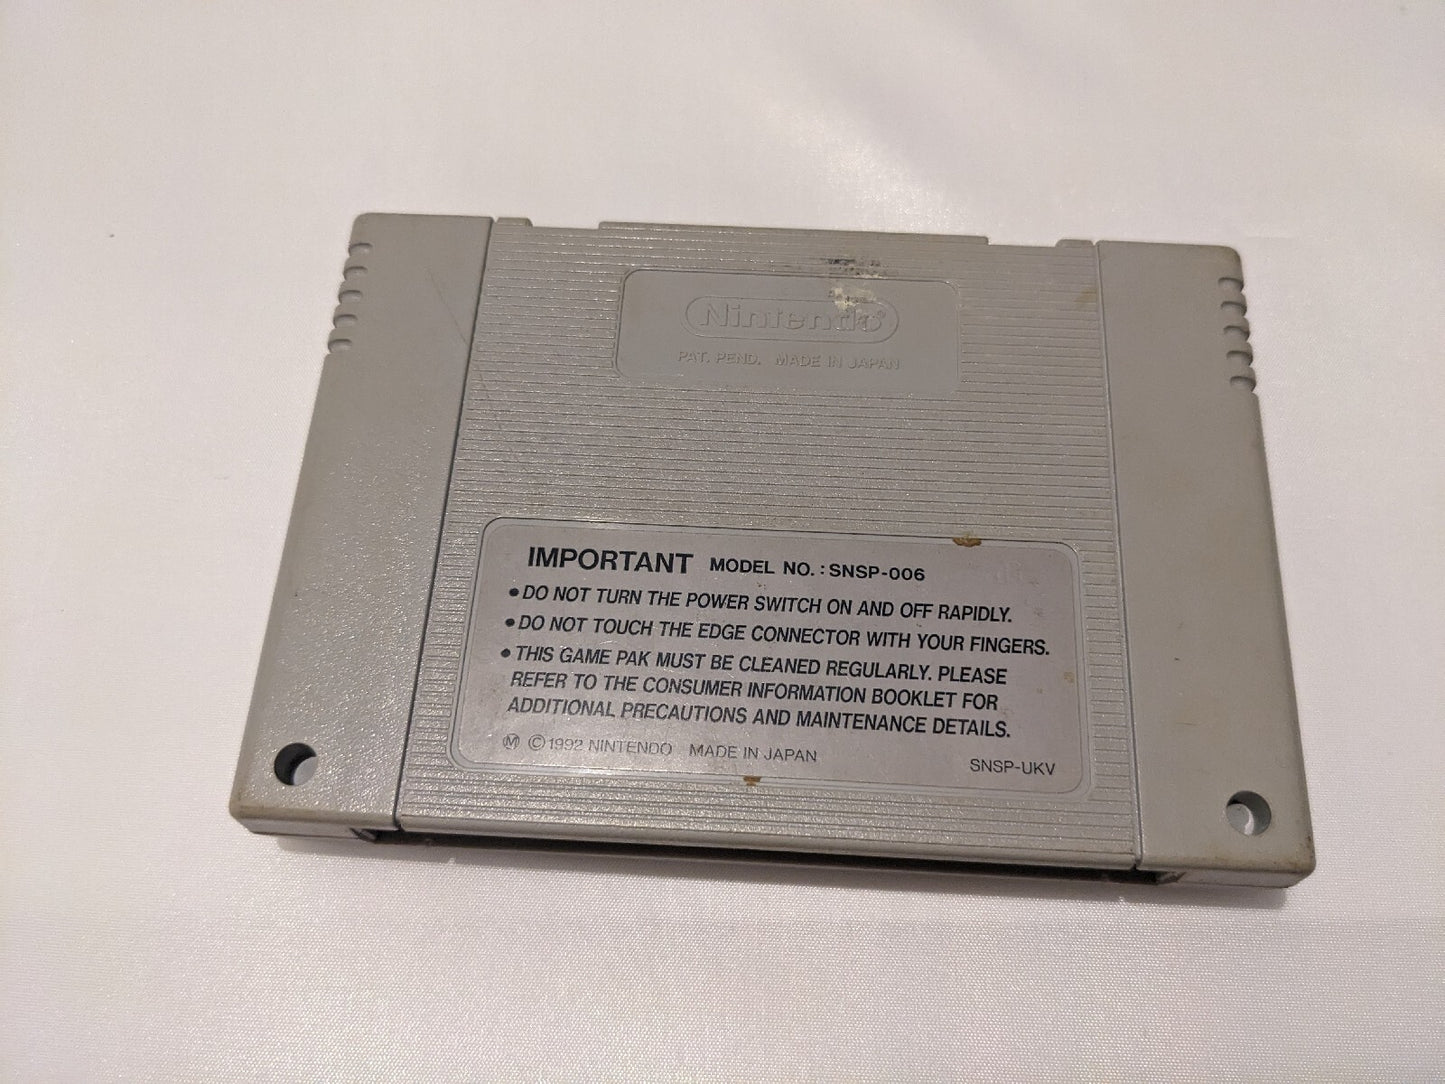 Nintendo®
PAT. PEND. MADE IN JAPAN
IMPORTANT MODEL NO. : SNSP-006
• DO NOT TURN THE POWER SWITCH ON AND OFF RAPIDLY.
• DO NOT TOUCH THE EDGE CONNECTOR WITH YOUR FINGERS.
• THIS GAME PAK MUST BE CLEANED REGULARLY. PLEASE
REFER TO THE CONSUMER INFORMATION BOOKLET FOR
ADDITIONAL PRECAUTIONS AND MAINTENANCE DETAILS.
Ⓜ ©1992 NINTENDO MADE IN JAPAN
SNSP-UKV